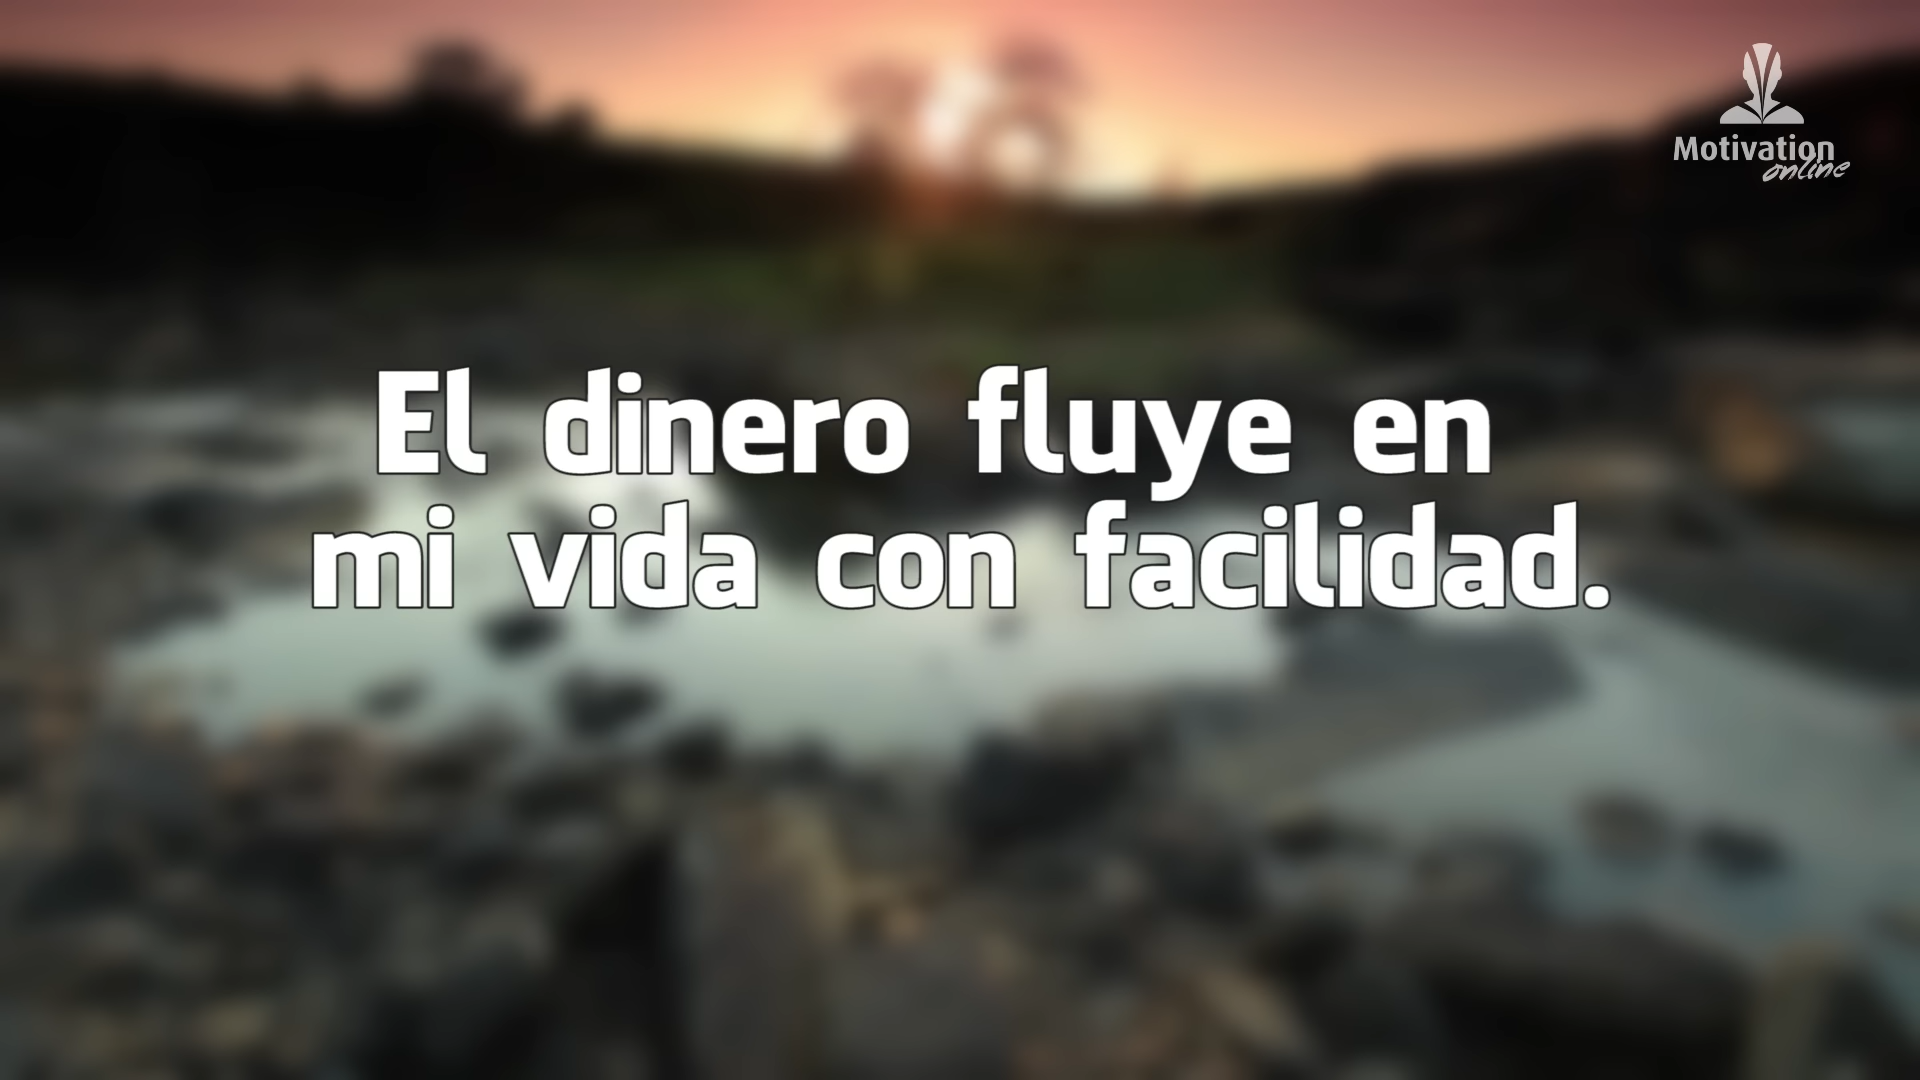 Motivation
online
El dinero fluye en
mi vida con facilidad.